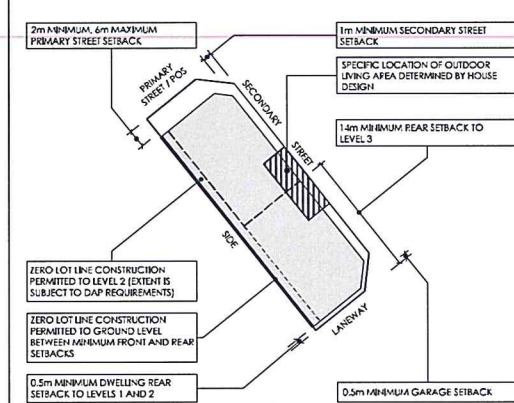 2m MINIMUM, 6m MAXIMUM
PRIMARY STREET SETBACK
1m MINIMUM SECONDARY STREET
SETBACK
SPECIFIC LOCATION OF OUTDOOR
LIVING AREA DETERMINED BY HOUSE
DESIGN
PRIMARY
STREET / POS
SECONDARY
STREET
14m MINIMUM REAR SETBACK TO
LEVEL 3
SIDE
LANEWAY
ZERO LOT LINE CONSTRUCTION
PERMITTED TO LEVEL 2 (EXTENT IS
SUBJECT TO DAP REQUIREMENTS)
ZERO LOT LINE CONSTRUCTION
PERMITTED TO GROUND LEVEL
BETWEEN MINIMUM FRONT AND REAR
SETBACKS
0.5m MINIMUM DWELLING REAR
SETBACK TO LEVELS 1 AND 2
0.5m MINIMUM GARAGE SETBACK